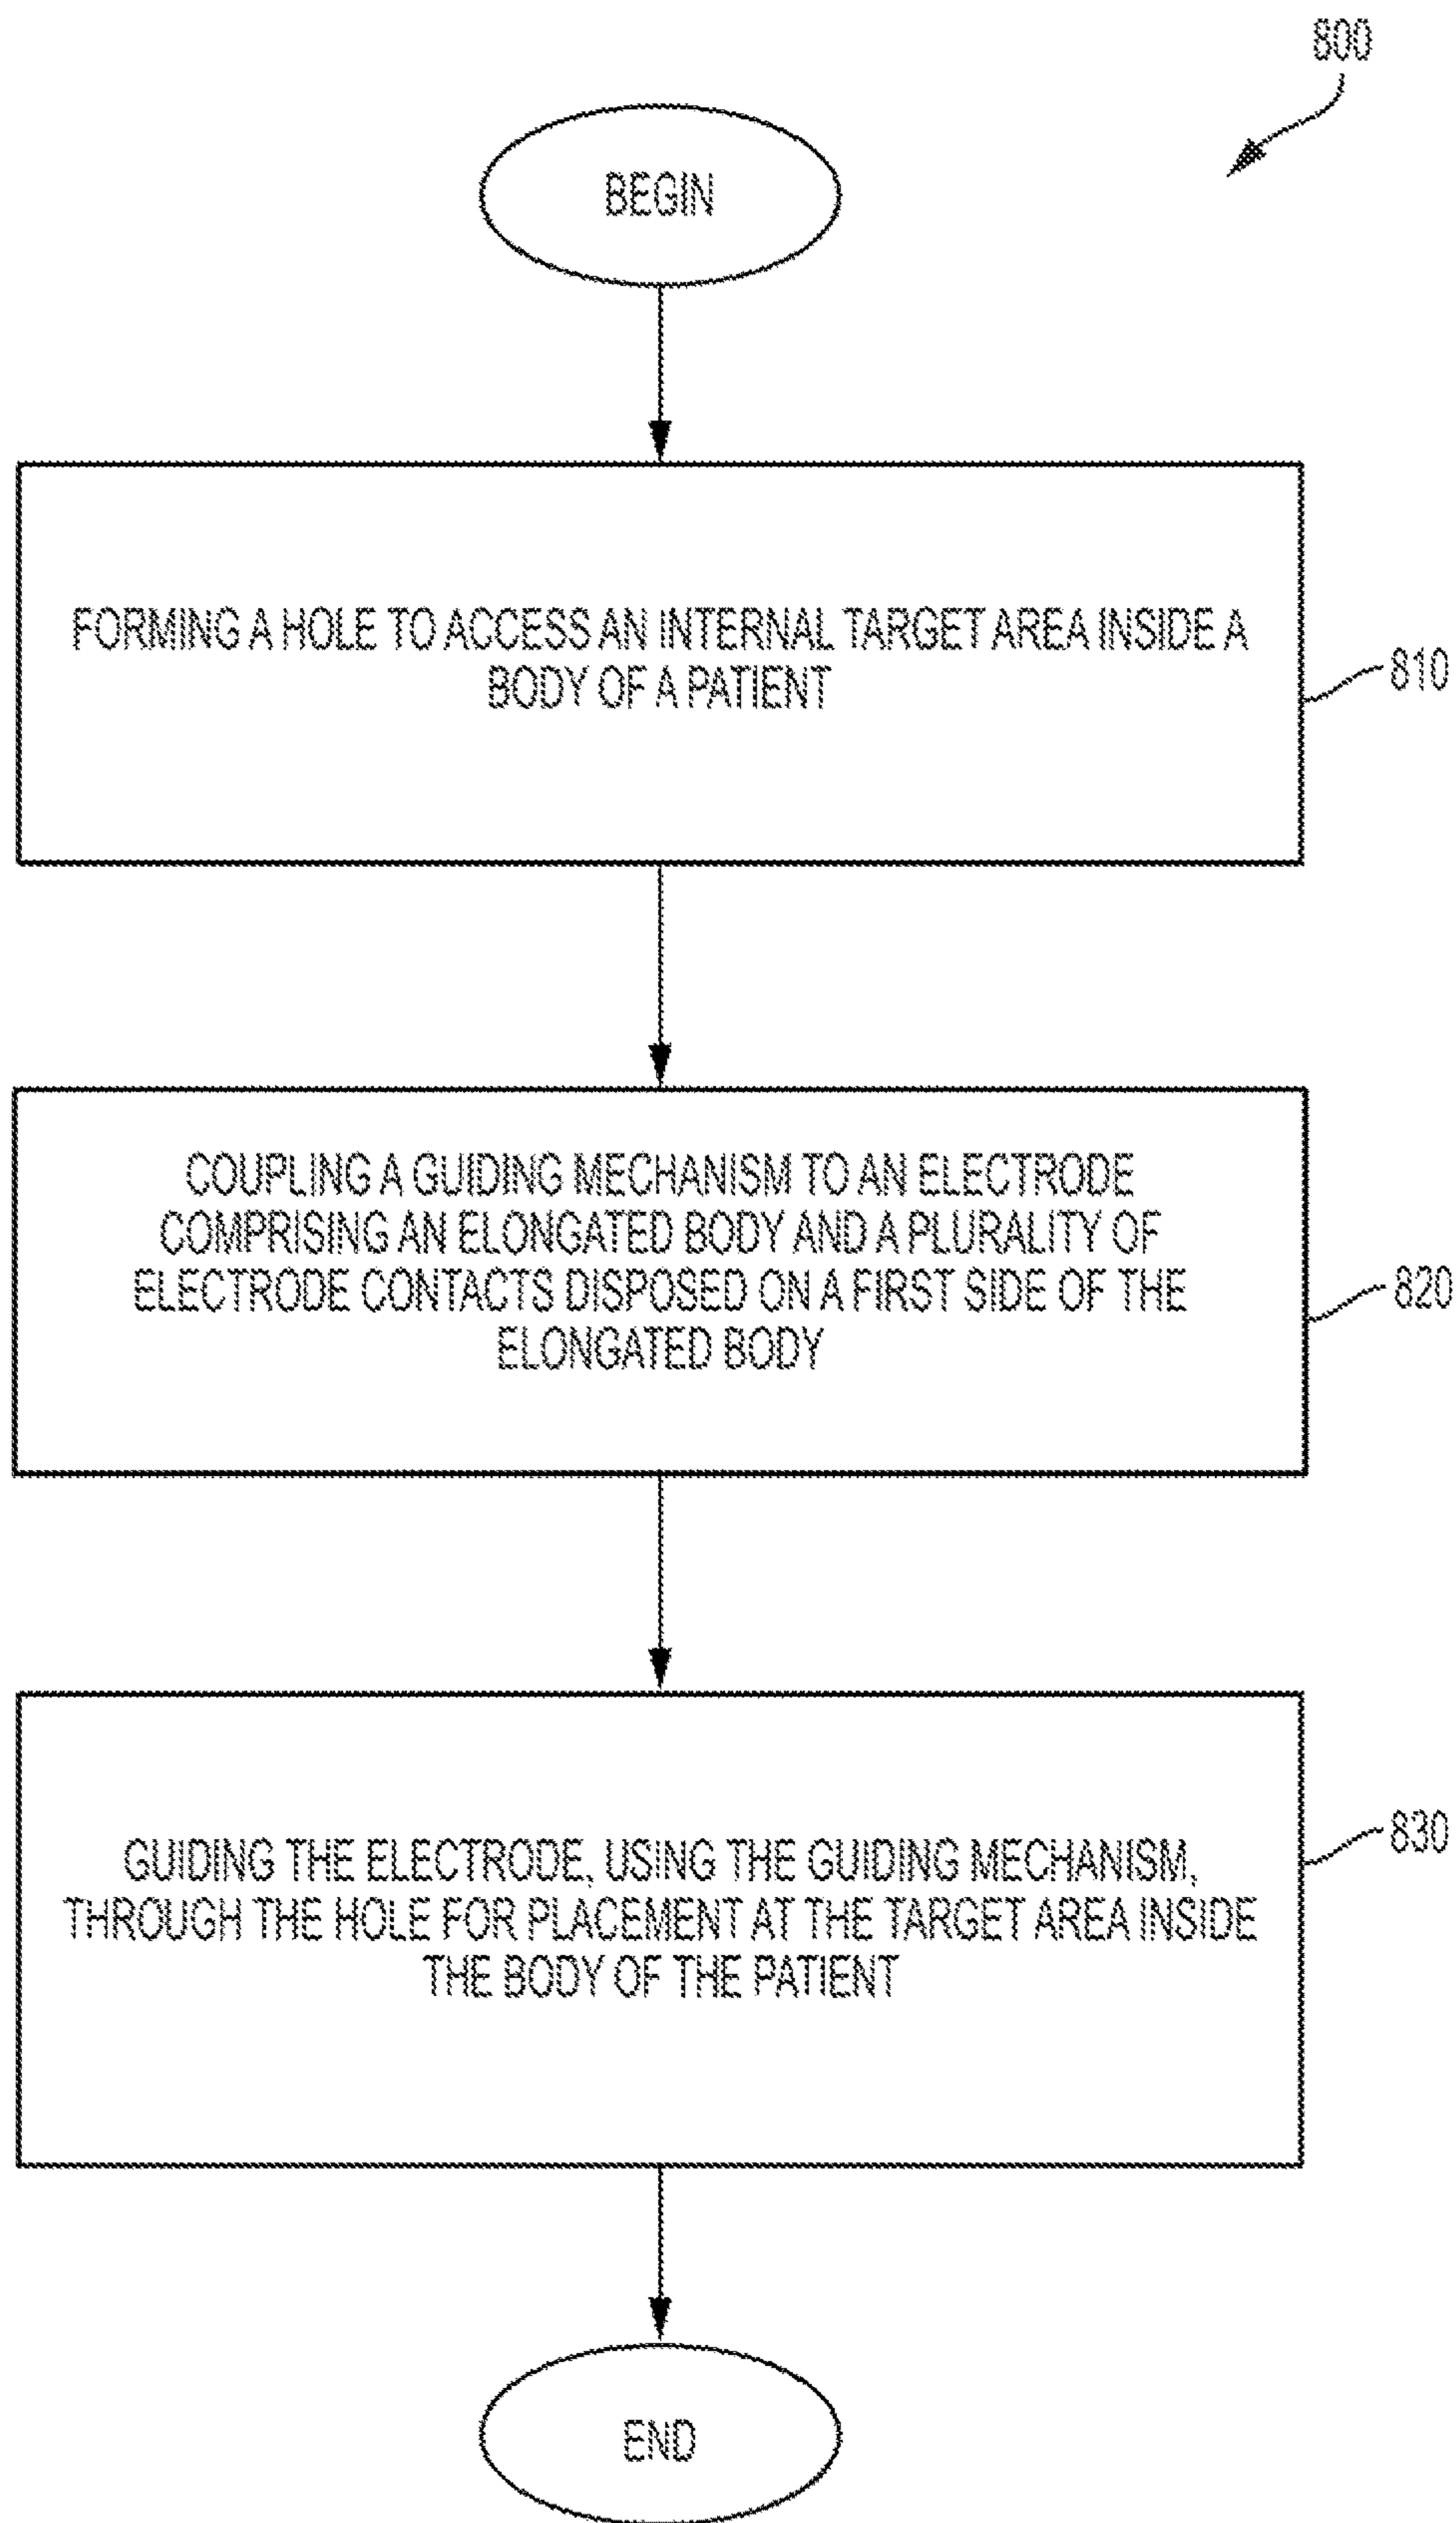 800
BEGIN
FORMING A HOLE TO ACCESS AN INTERNAL TARGET AREA INSIDE A
BODY OF A PATIENT
810
COUPLING A GUIDING MECHANISM TO AN ELECTRODE
COMPRISING AN ELONGATED BODY AND A PLURALITY OF
ELECTRODE CONTACTS DISPOSED ON A FIRST SIDE OF THE
ELONGATED BODY
820
GUIDING THE ELECTRODE, USING THE GUIDING MECHANISM,
THROUGH THE HOLE FOR PLACEMENT AT THE TARGET AREA INSIDE
THE BODY OF THE PATIENT
830
END